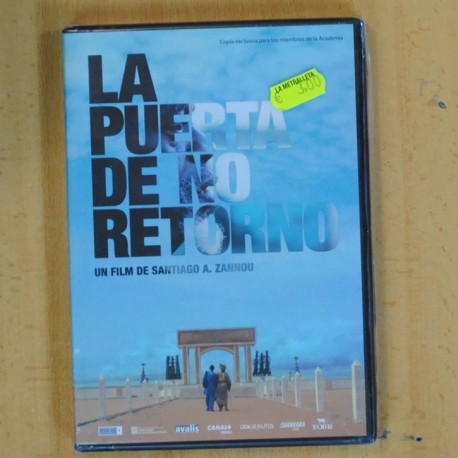 Copia exclusiva para los miembros de la Academia
LA METRALLETA
€ 3,00
LA
PUERTA
DE NO
RETORNO
UN FILM DE SANTIAGO A. ZANNOU
avalis CANAL+